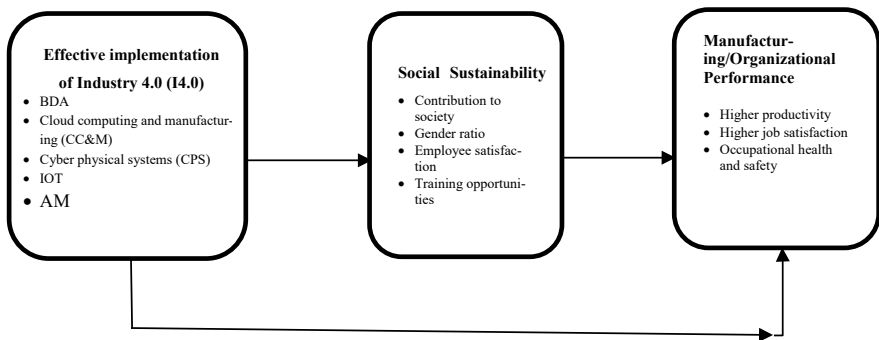 Effective implementation
of Industry 4.0 (I4.0)
• BDA
• Cloud computing and manufactur-
ing (CC&M)
• Cyber physical systems (CPS)
• IOT
• AM
Social Sustainability
• Contribution to
society
• Gender ratio
• Employee satisfac-
tion
• Training opportuni-
ties
Manufactur-
ing/Organizational
Performance
• Higher productivity
• Higher job satisfaction
• Occupational health
and safety